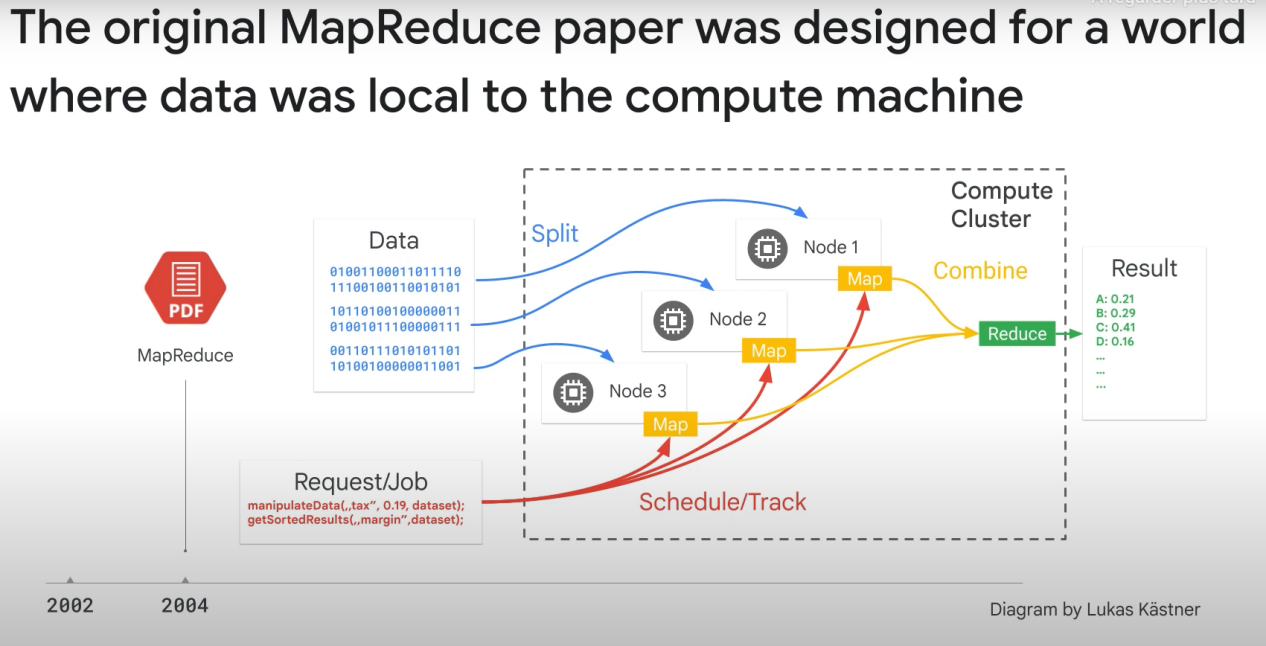 The original MapReduce paper was designed for a world
where data was local to the compute machine
PDF
MapReduce
Data
01001100011011110
11100100110010101
10110100100000011
01001011100000111
00110111010101101
10100100000011001
Request/Job
manipulateData(„tax”, 0.19, dataset);
getSortedResults(„margin”,dataset);
Split
Compute
Cluster
Node 1
Map
Node 2
Map
Node 3
Map
Combine
Reduce
Schedule/Track
Result
A: 0.21
B: 0.29
C: 0.41
D: 0.16
...
...
...
2002
2004
Diagram by Lukas Kästner